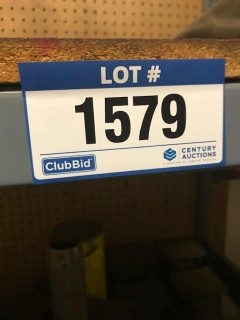 LOT #
1579
ClubBid
CENTURY
AUCTIONS